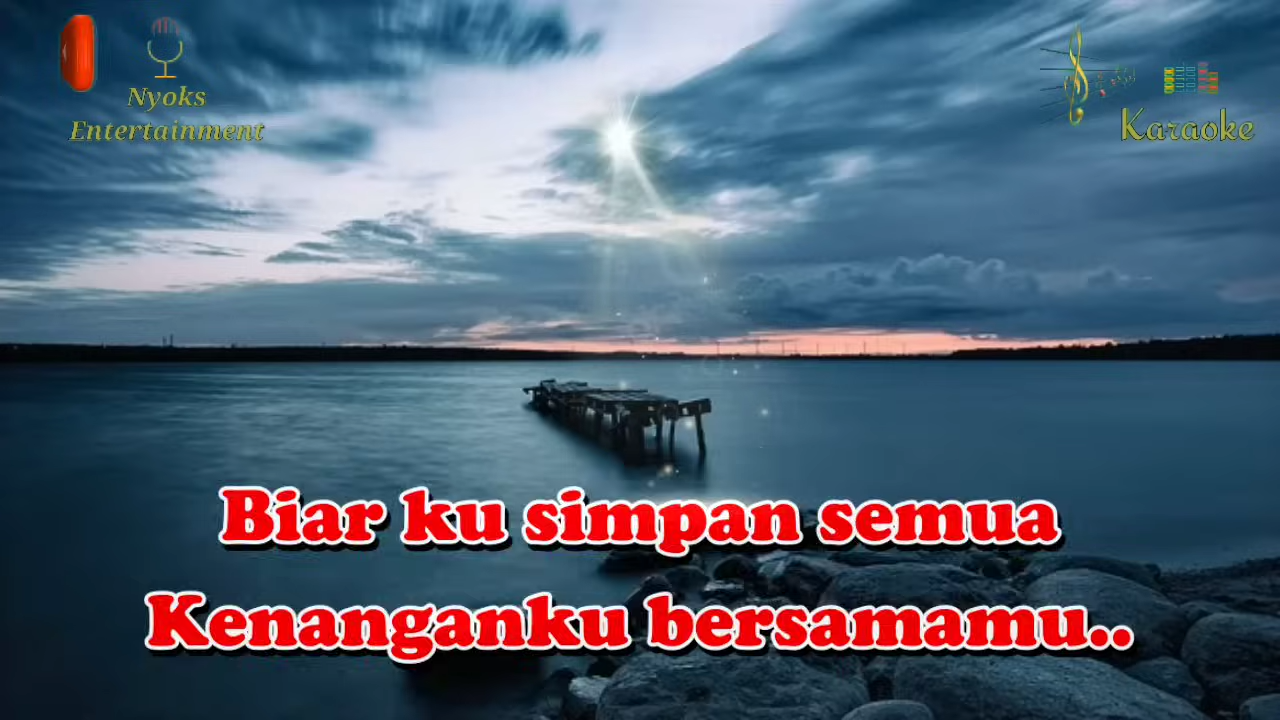 Nyoks
Entertainment
Karaoke
Biar ku simpan semua
Kenanganku bersamamu..